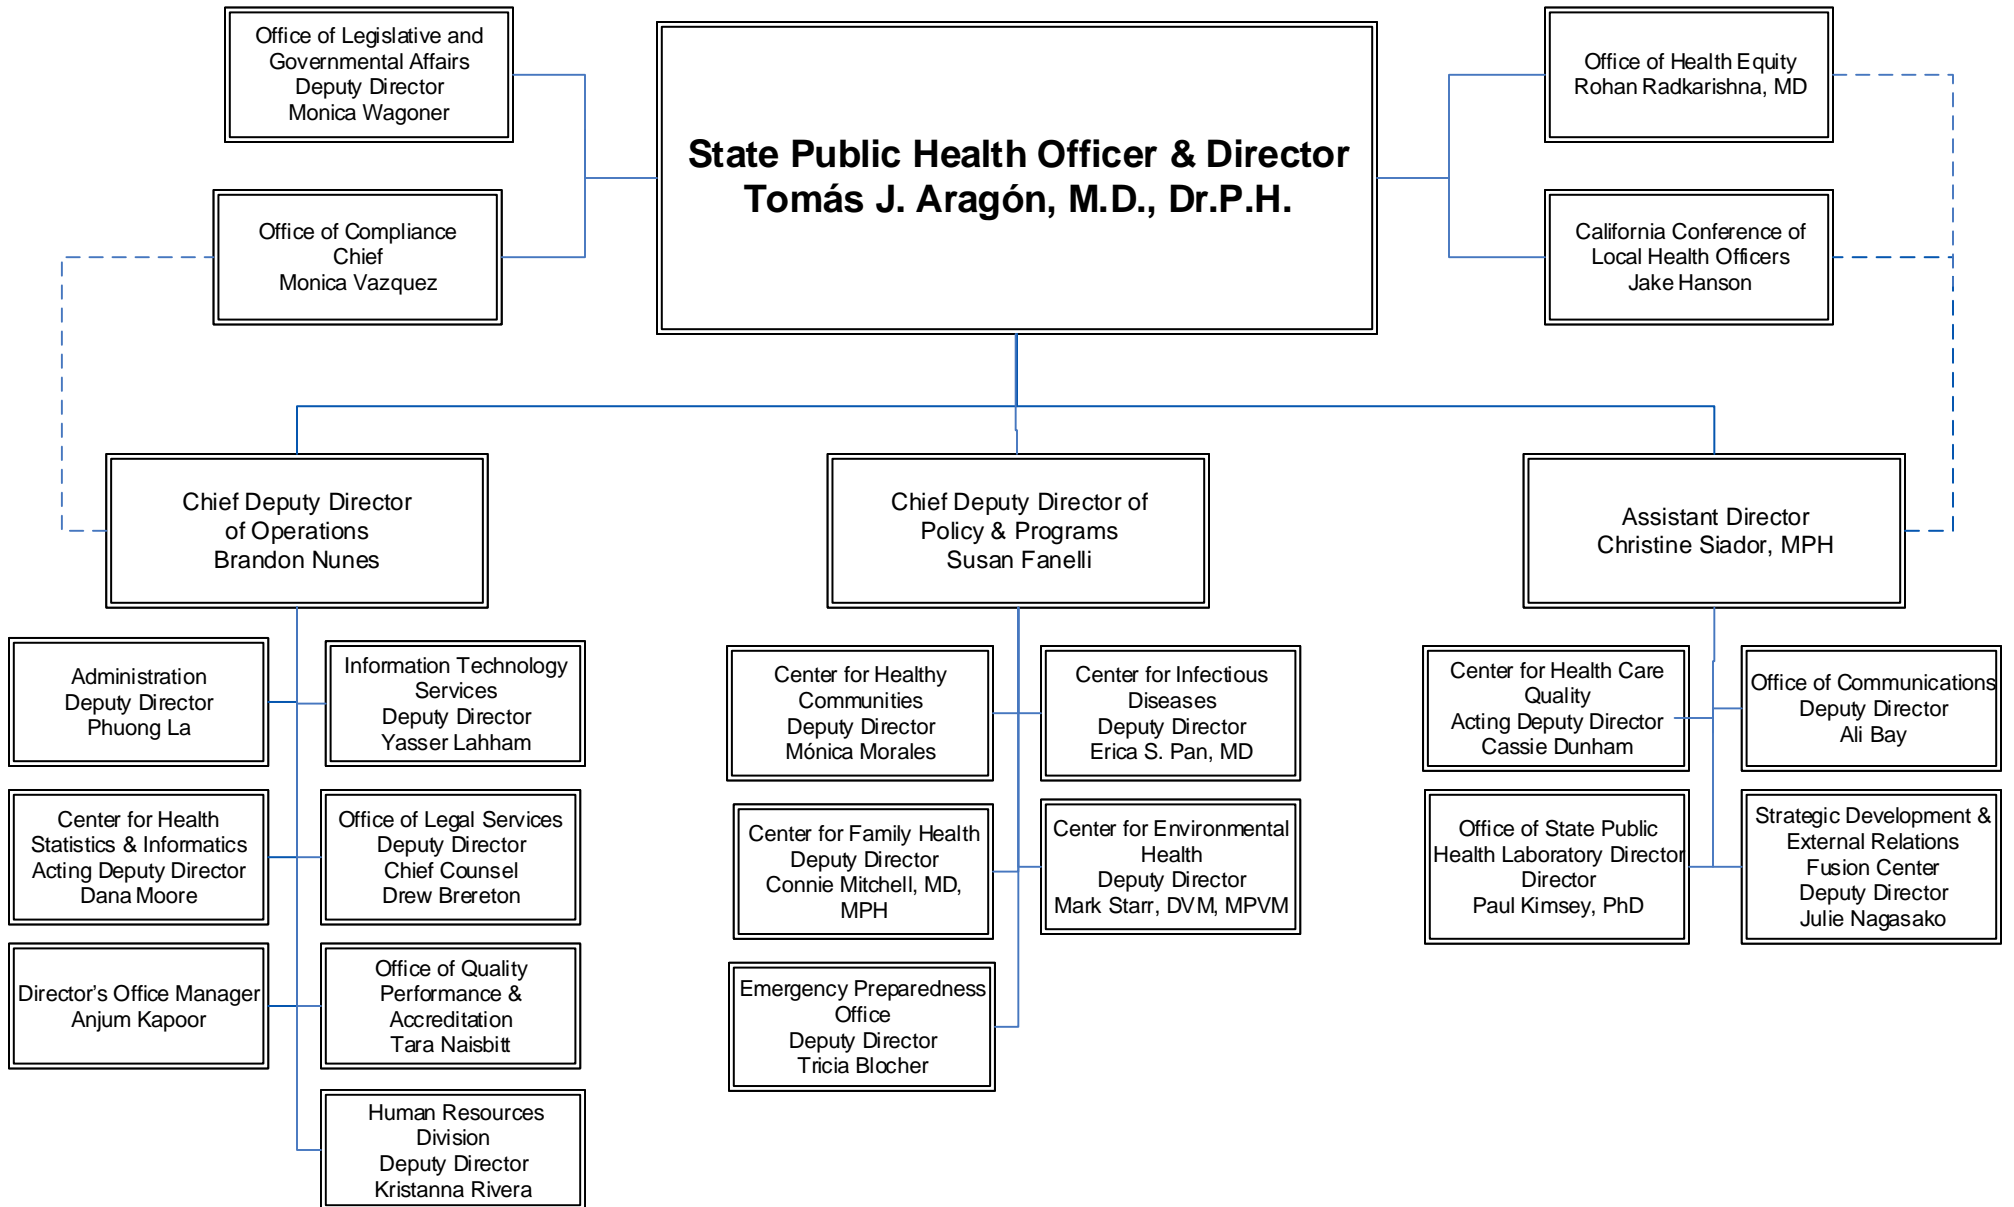 Office of Legislative and
Governmental Affairs
Deputy Director
Monica Wagoner
State Public Health Officer & Director
Tomás J. Aragón, M.D., Dr.P.H.
Office of Health Equity
Rohan Radkarishna, MD
Office of Compliance
Chief
Monica Vazquez
California Conference of
Local Health Officers
Jake Hanson
Chief Deputy Director
of Operations
Brandon Nunes
Chief Deputy Director of
Policy & Programs
Susan Fanelli
Assistant Director
Christine Siador, MPH
Administration
Deputy Director
Phuong La
Information Technology
Services
Deputy Director
Yasser Lahham
Center for Health
Statistics & Informatics
Acting Deputy Director
Dana Moore
Office of Legal Services
Deputy Director
Chief Counsel
Drew Brereton
Director’s Office Manager
Anjum Kapoor
Office of Quality
Performance &
Accreditation
Tara Naisbitt
Human Resources
Division
Deputy Director
Kristanna Rivera
Center for Healthy
Communities
Deputy Director
Mónica Morales
Center for Infectious
Diseases
Deputy Director
Erica S. Pan, MD
Center for Family Health
Deputy Director
Connie Mitchell, MD,
MPH
Center for Environmental
Health
Deputy Director
Mark Starr, DVM, MPVM
Emergency Preparedness
Office
Deputy Director
Tricia Blocher
Center for Health Care
Quality
Acting Deputy Director
Cassie Dunham
Office of Communications
Deputy Director
Ali Bay
Office of State Public
Health Laboratory Director
Director
Paul Kimsey, PhD
Strategic Development &
External Relations
Fusion Center
Deputy Director
Julie Nagasako